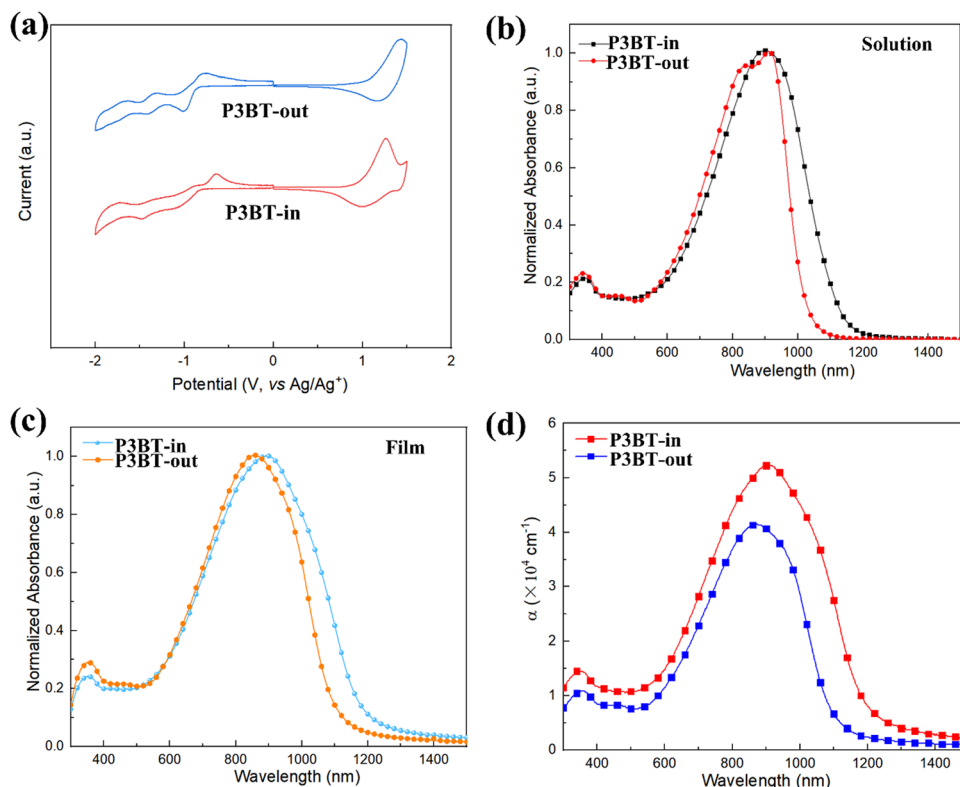 (a)
P3BT-out
P3BT-in
Current (a.u.)
-2
-1
0
1
2
Potential (V, vs Ag/Ag⁺)
(b)
P3BT-in
P3BT-out
Solution
Normalized Absorbance (a.u.)
1.0
0.8
0.6
0.4
0.2
0.0
400
600
800
1000
1200
1400
Wavelength (nm)
(c)
P3BT-in
P3BT-out
Film
Normalized Absorbance (a.u.)
1.0
0.8
0.6
0.4
0.2
0.0
400
600
800
1000
1200
1400
Wavelength (nm)
(d)
P3BT-in
P3BT-out
α (×10⁴ cm⁻¹)
6
5
4
3
2
1
0
400
600
800
1000
1200
1400
Wavelength (nm)